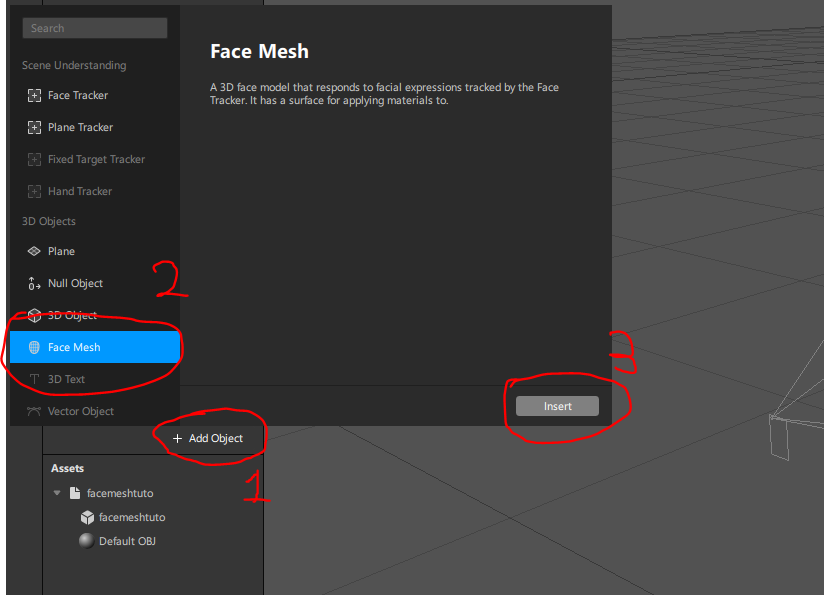 Search
Face Mesh
Scene Understanding
A 3D face model that responds to facial expressions tracked by the Face
Tracker. It has a surface for applying materials to.
Face Tracker
Plane Tracker
Fixed Target Tracker
Hand Tracker
3D Objects
Plane
2
Null Object
3D Object
Face Mesh
3
3D Text
Insert
Vector Object
+ Add Object
Assets
1
facemeshtuto
facemeshtuto
Default OBJ